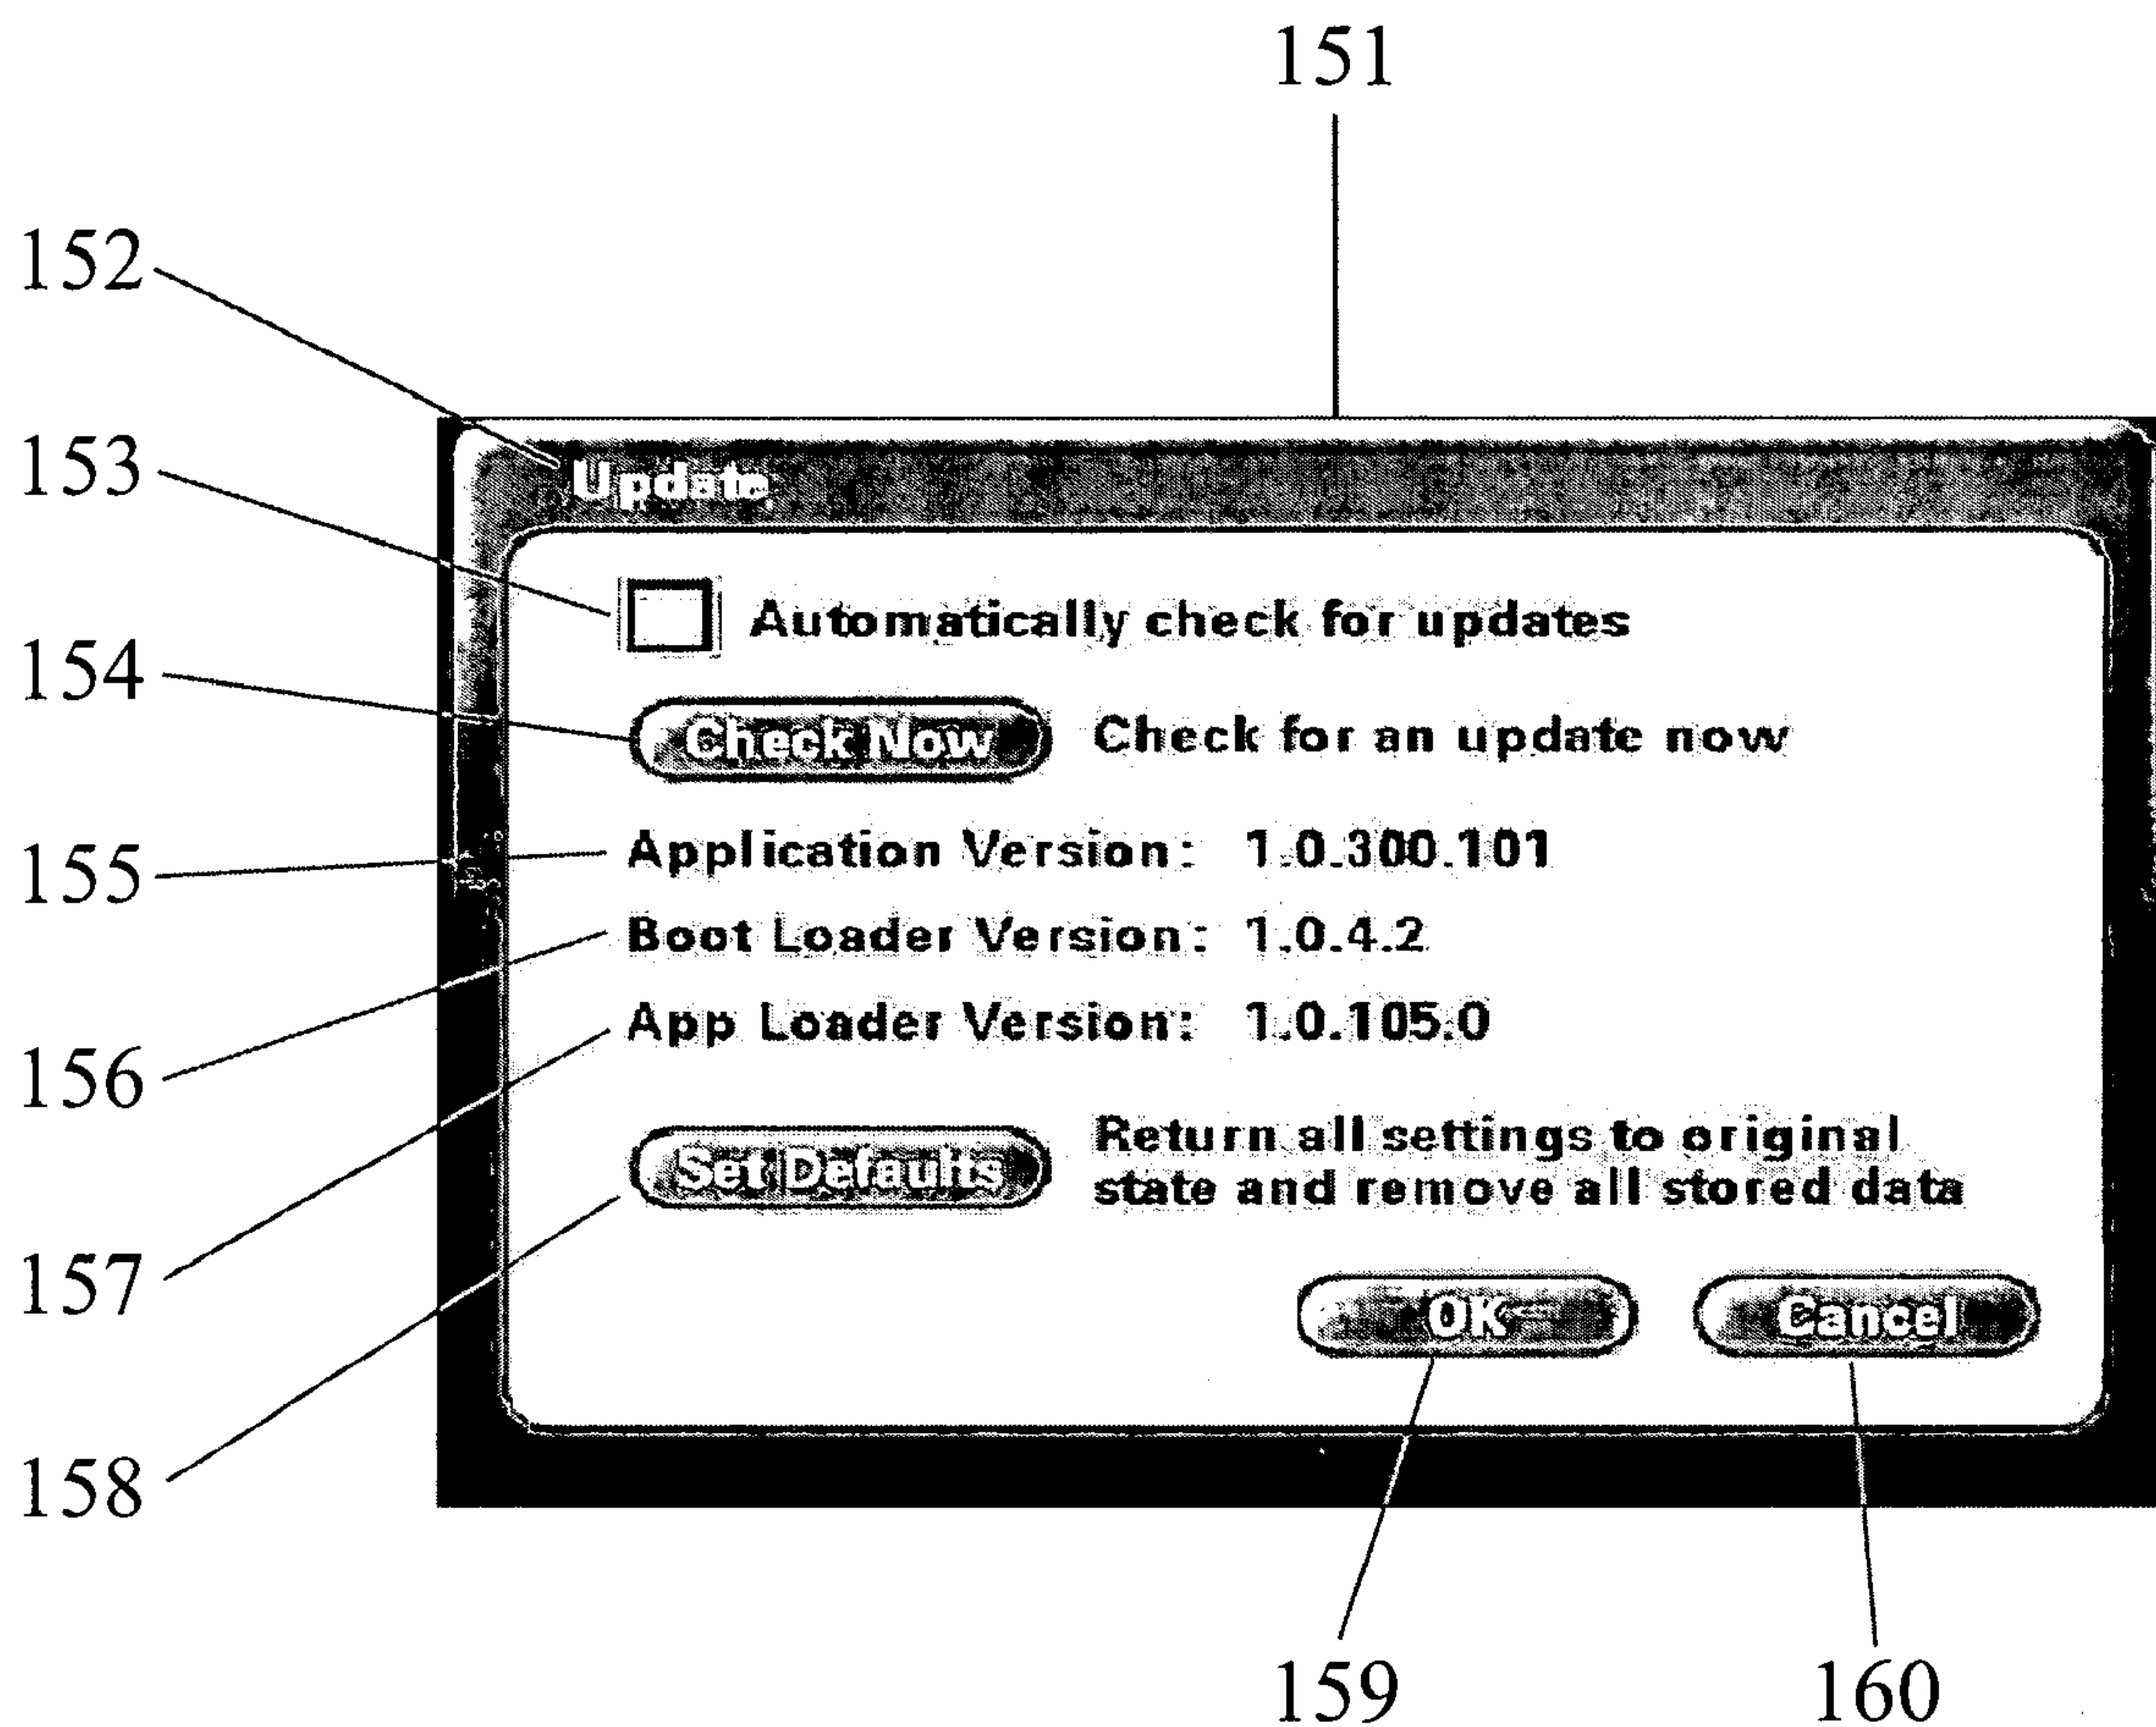 151
152
Update
153
Automatically check for updates
154
Check Now Check for an update now
155
Application Version: 1.0.300.101
156
Boot Loader Version: 1.0.4.2
157
App Loader Version: 1.0.105.0
158
Set Defaults
Return all settings to original
state and remove all stored data
OK Cancel
159 160